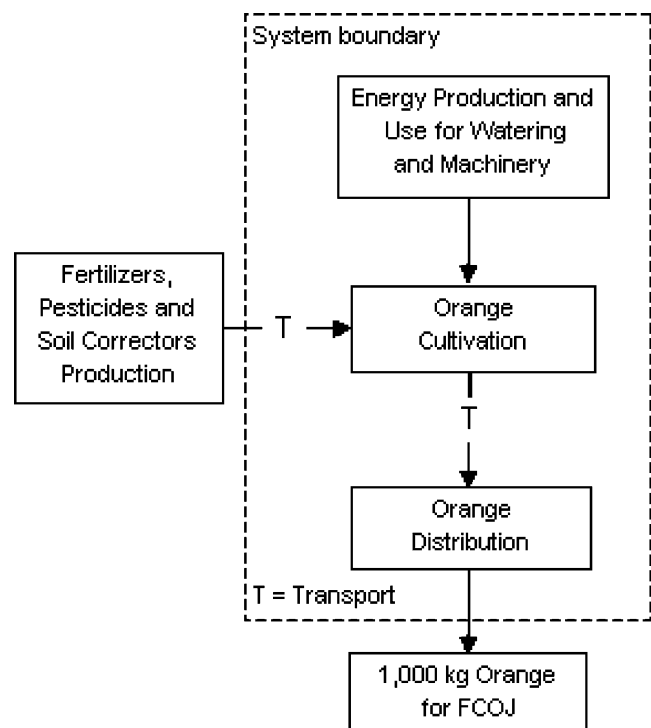 System boundary
Energy Production and
Use for Watering
and Machinery
Fertilizers,
Pesticides and
Soil Correctors
Production
T
Orange
Cultivation
T
Orange
Distribution
T = Transport
1,000 kg Orange
for FCOJ